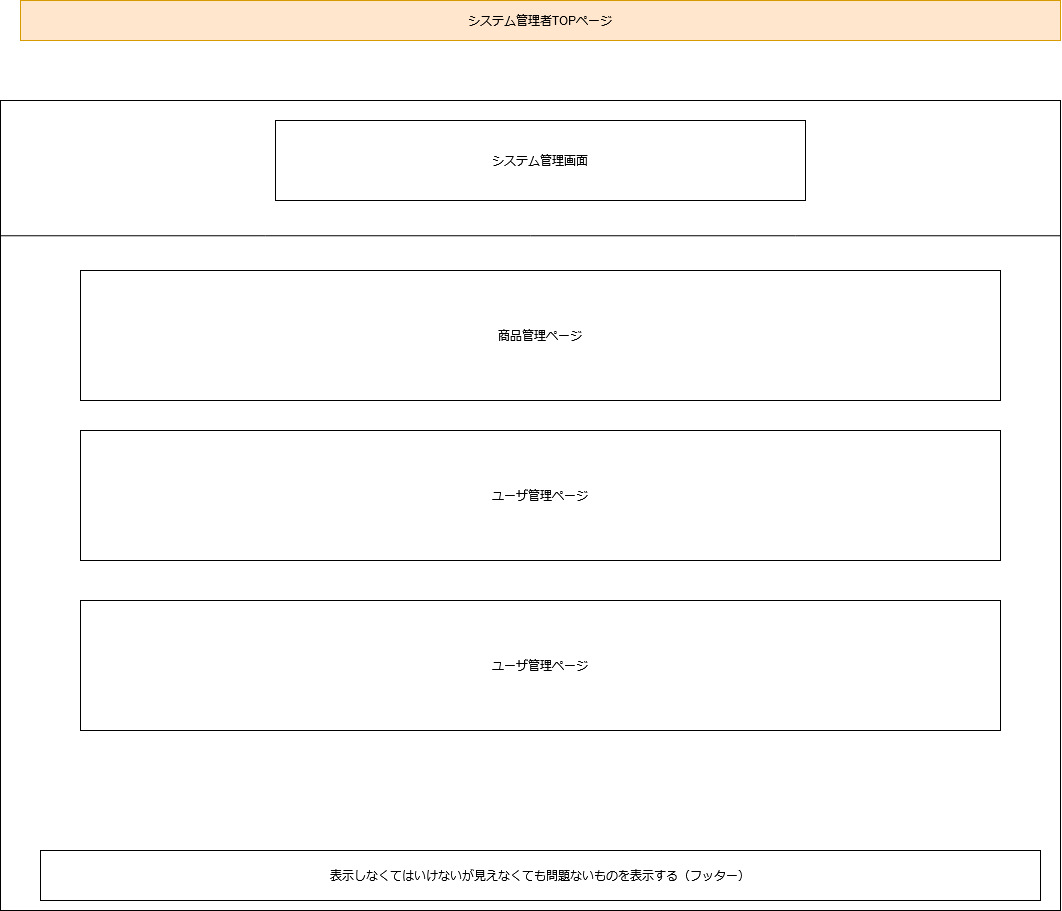 システム管理者TOPページ
システム管理画面
商品管理ページ
ユーザ管理ページ
ユーザ管理ページ
表示しなくてはいけないが見えなくても問題ないものを表示する（フッター）